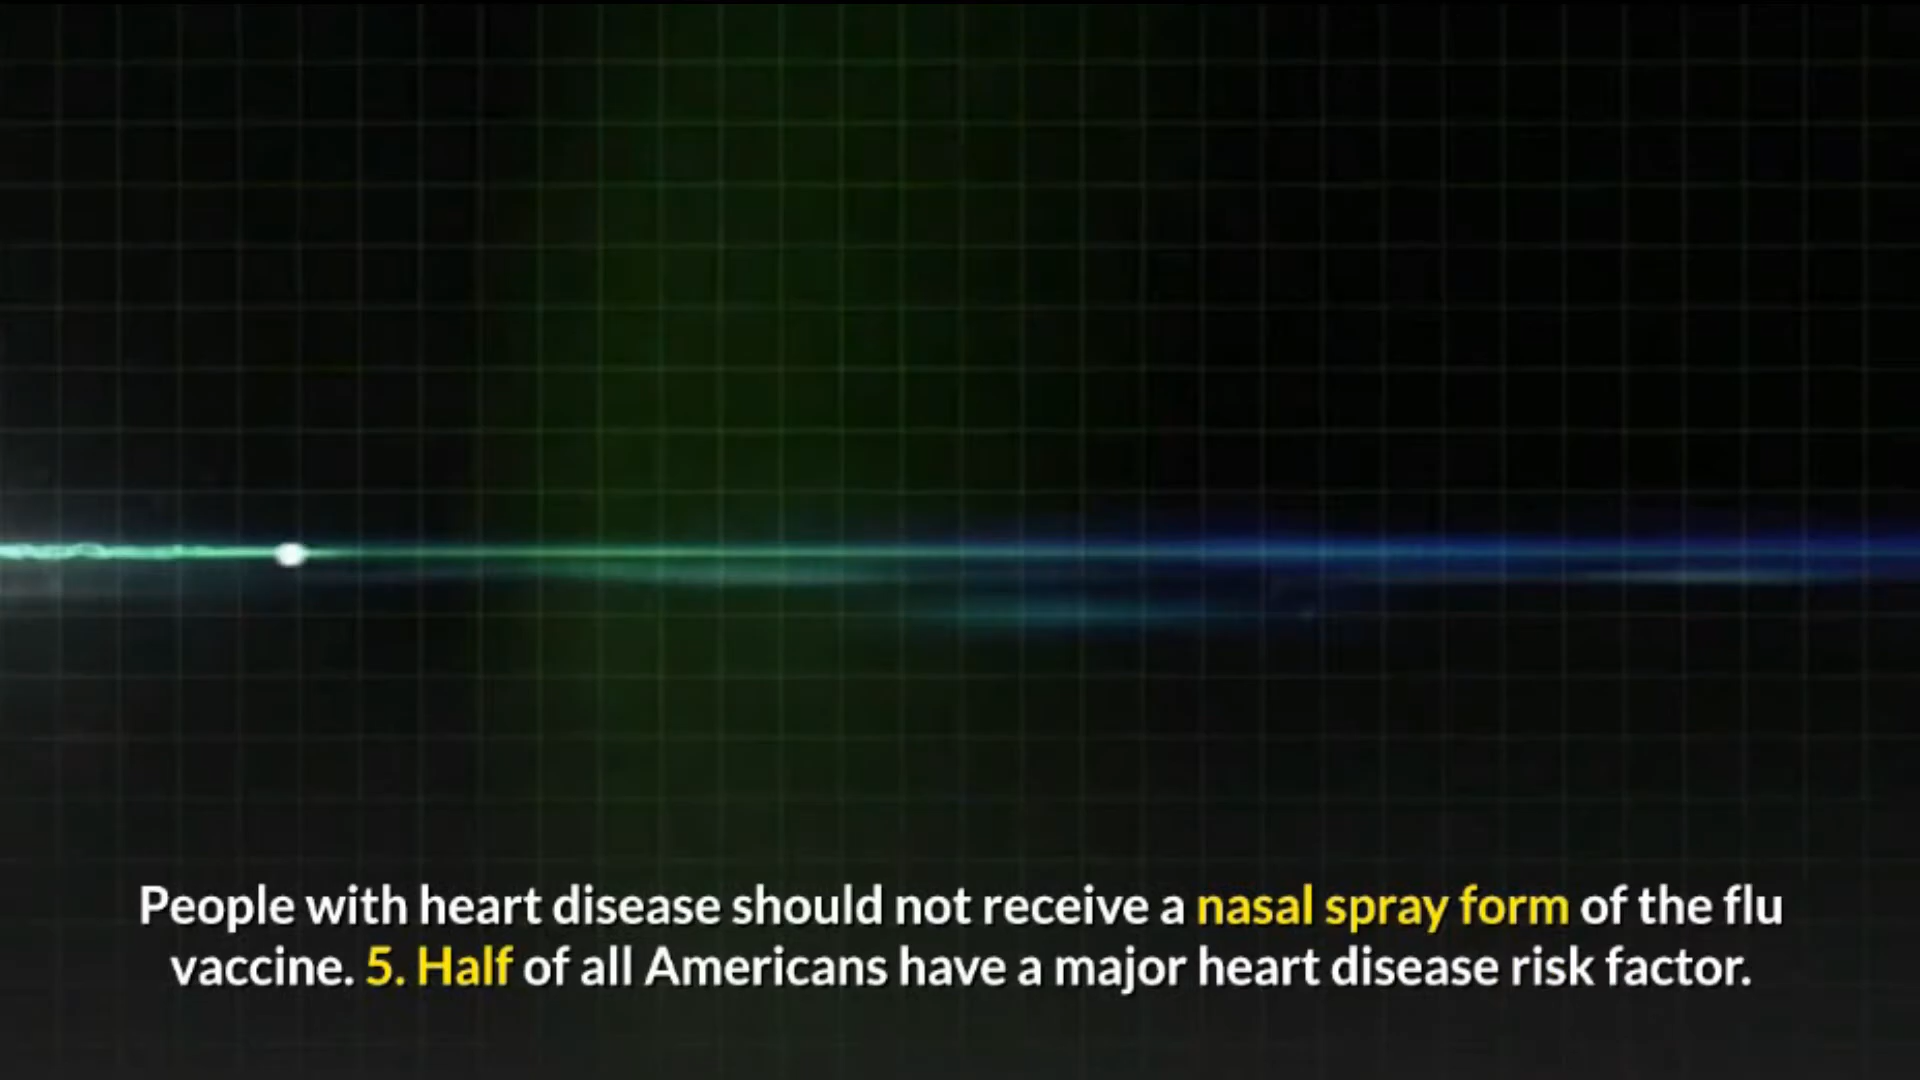 People with heart disease should not receive a nasal spray form of the flu
vaccine. 5. Half of all Americans have a major heart disease risk factor.